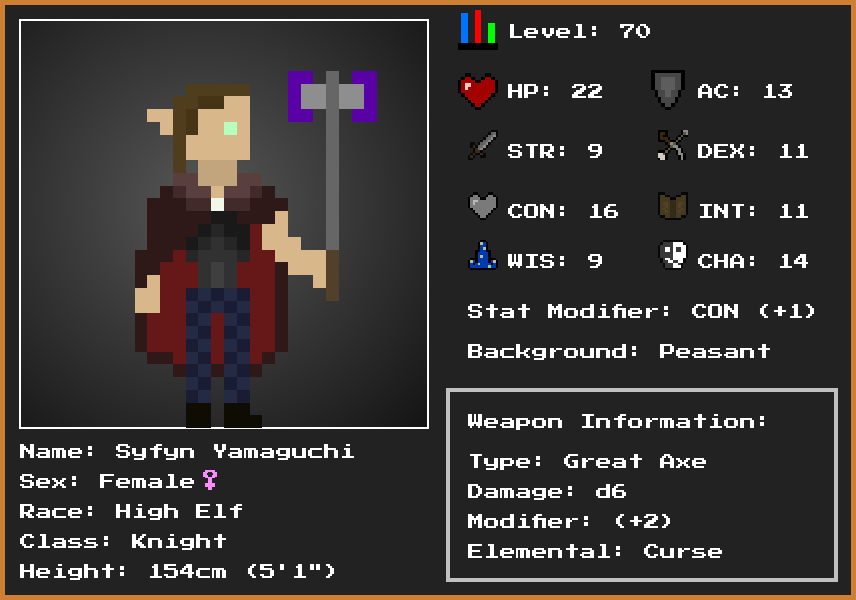 Level: 70
HP: 22
AC: 13
STR: 9
DEX: 11
CON: 16
INT: 11
WIS: 9
CHA: 14
Stat Modifier: CON (+1)
Background: Peasant
Weapon Information:
Type: Great Axe
Damage: d6
Modifier: (+2)
Elemental: Curse
Name: Syfyn Yamaguchi
Sex: Female♀
Race: High Elf
Class: Knight
Height: 154cm (5'1")